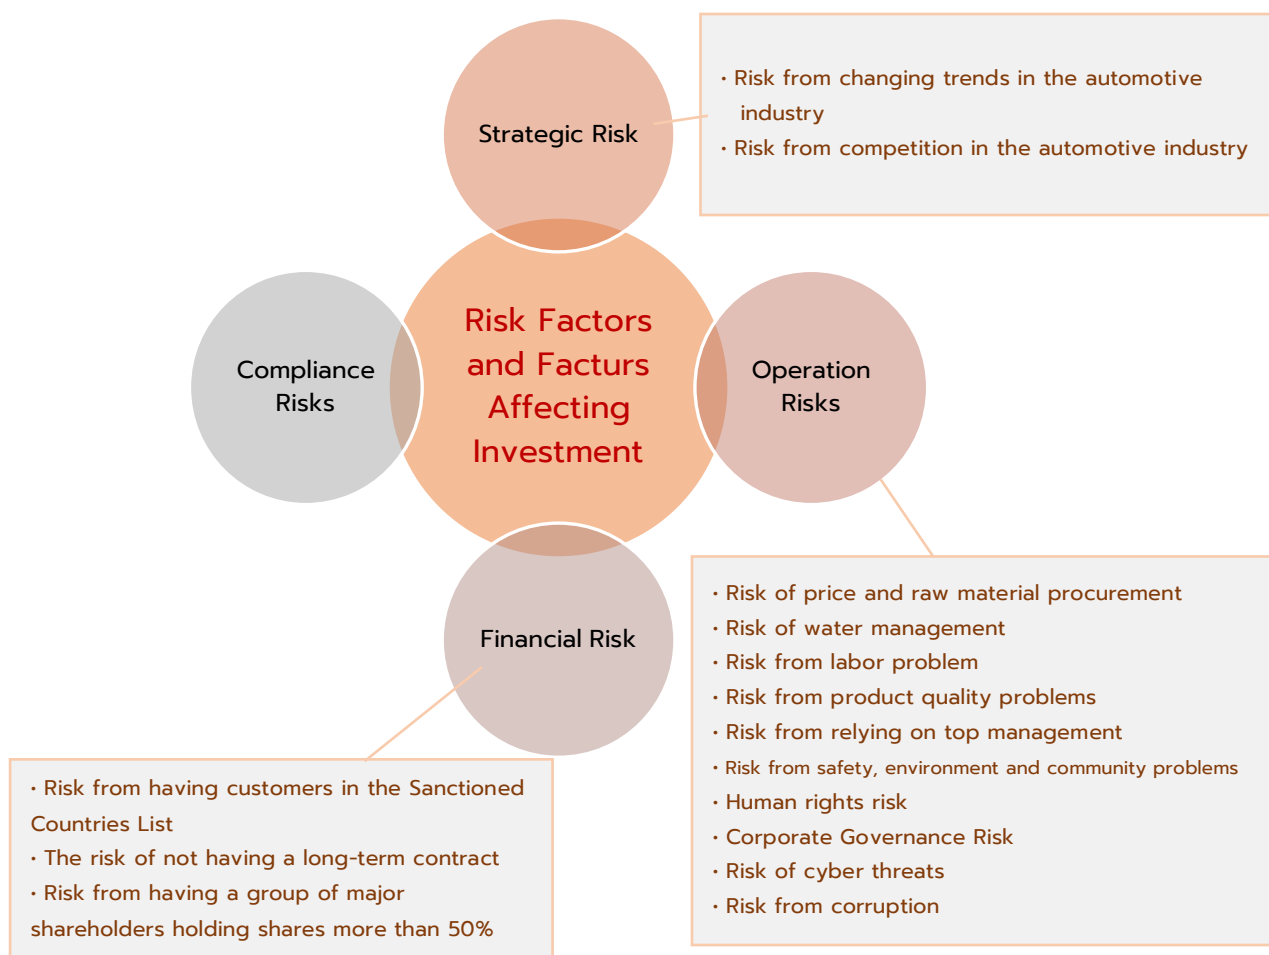 Strategic Risk
• Risk from changing trends in the automotive
industry
• Risk from competition in the automotive industry
Compliance
Risks
Risk Factors
and Facturs
Affecting
Investment
Operation
Risks
Financial Risk
• Risk of price and raw material procurement
• Risk of water management
• Risk from labor problem
• Risk from product quality problems
• Risk from relying on top management
• Risk from safety, environment and community problems
• Human rights risk
• Corporate Governance Risk
• Risk of cyber threats
• Risk from corruption
• Risk from having customers in the Sanctioned
Countries List
• The risk of not having a long-term contract
• Risk from having a group of major
shareholders holding shares more than 50%